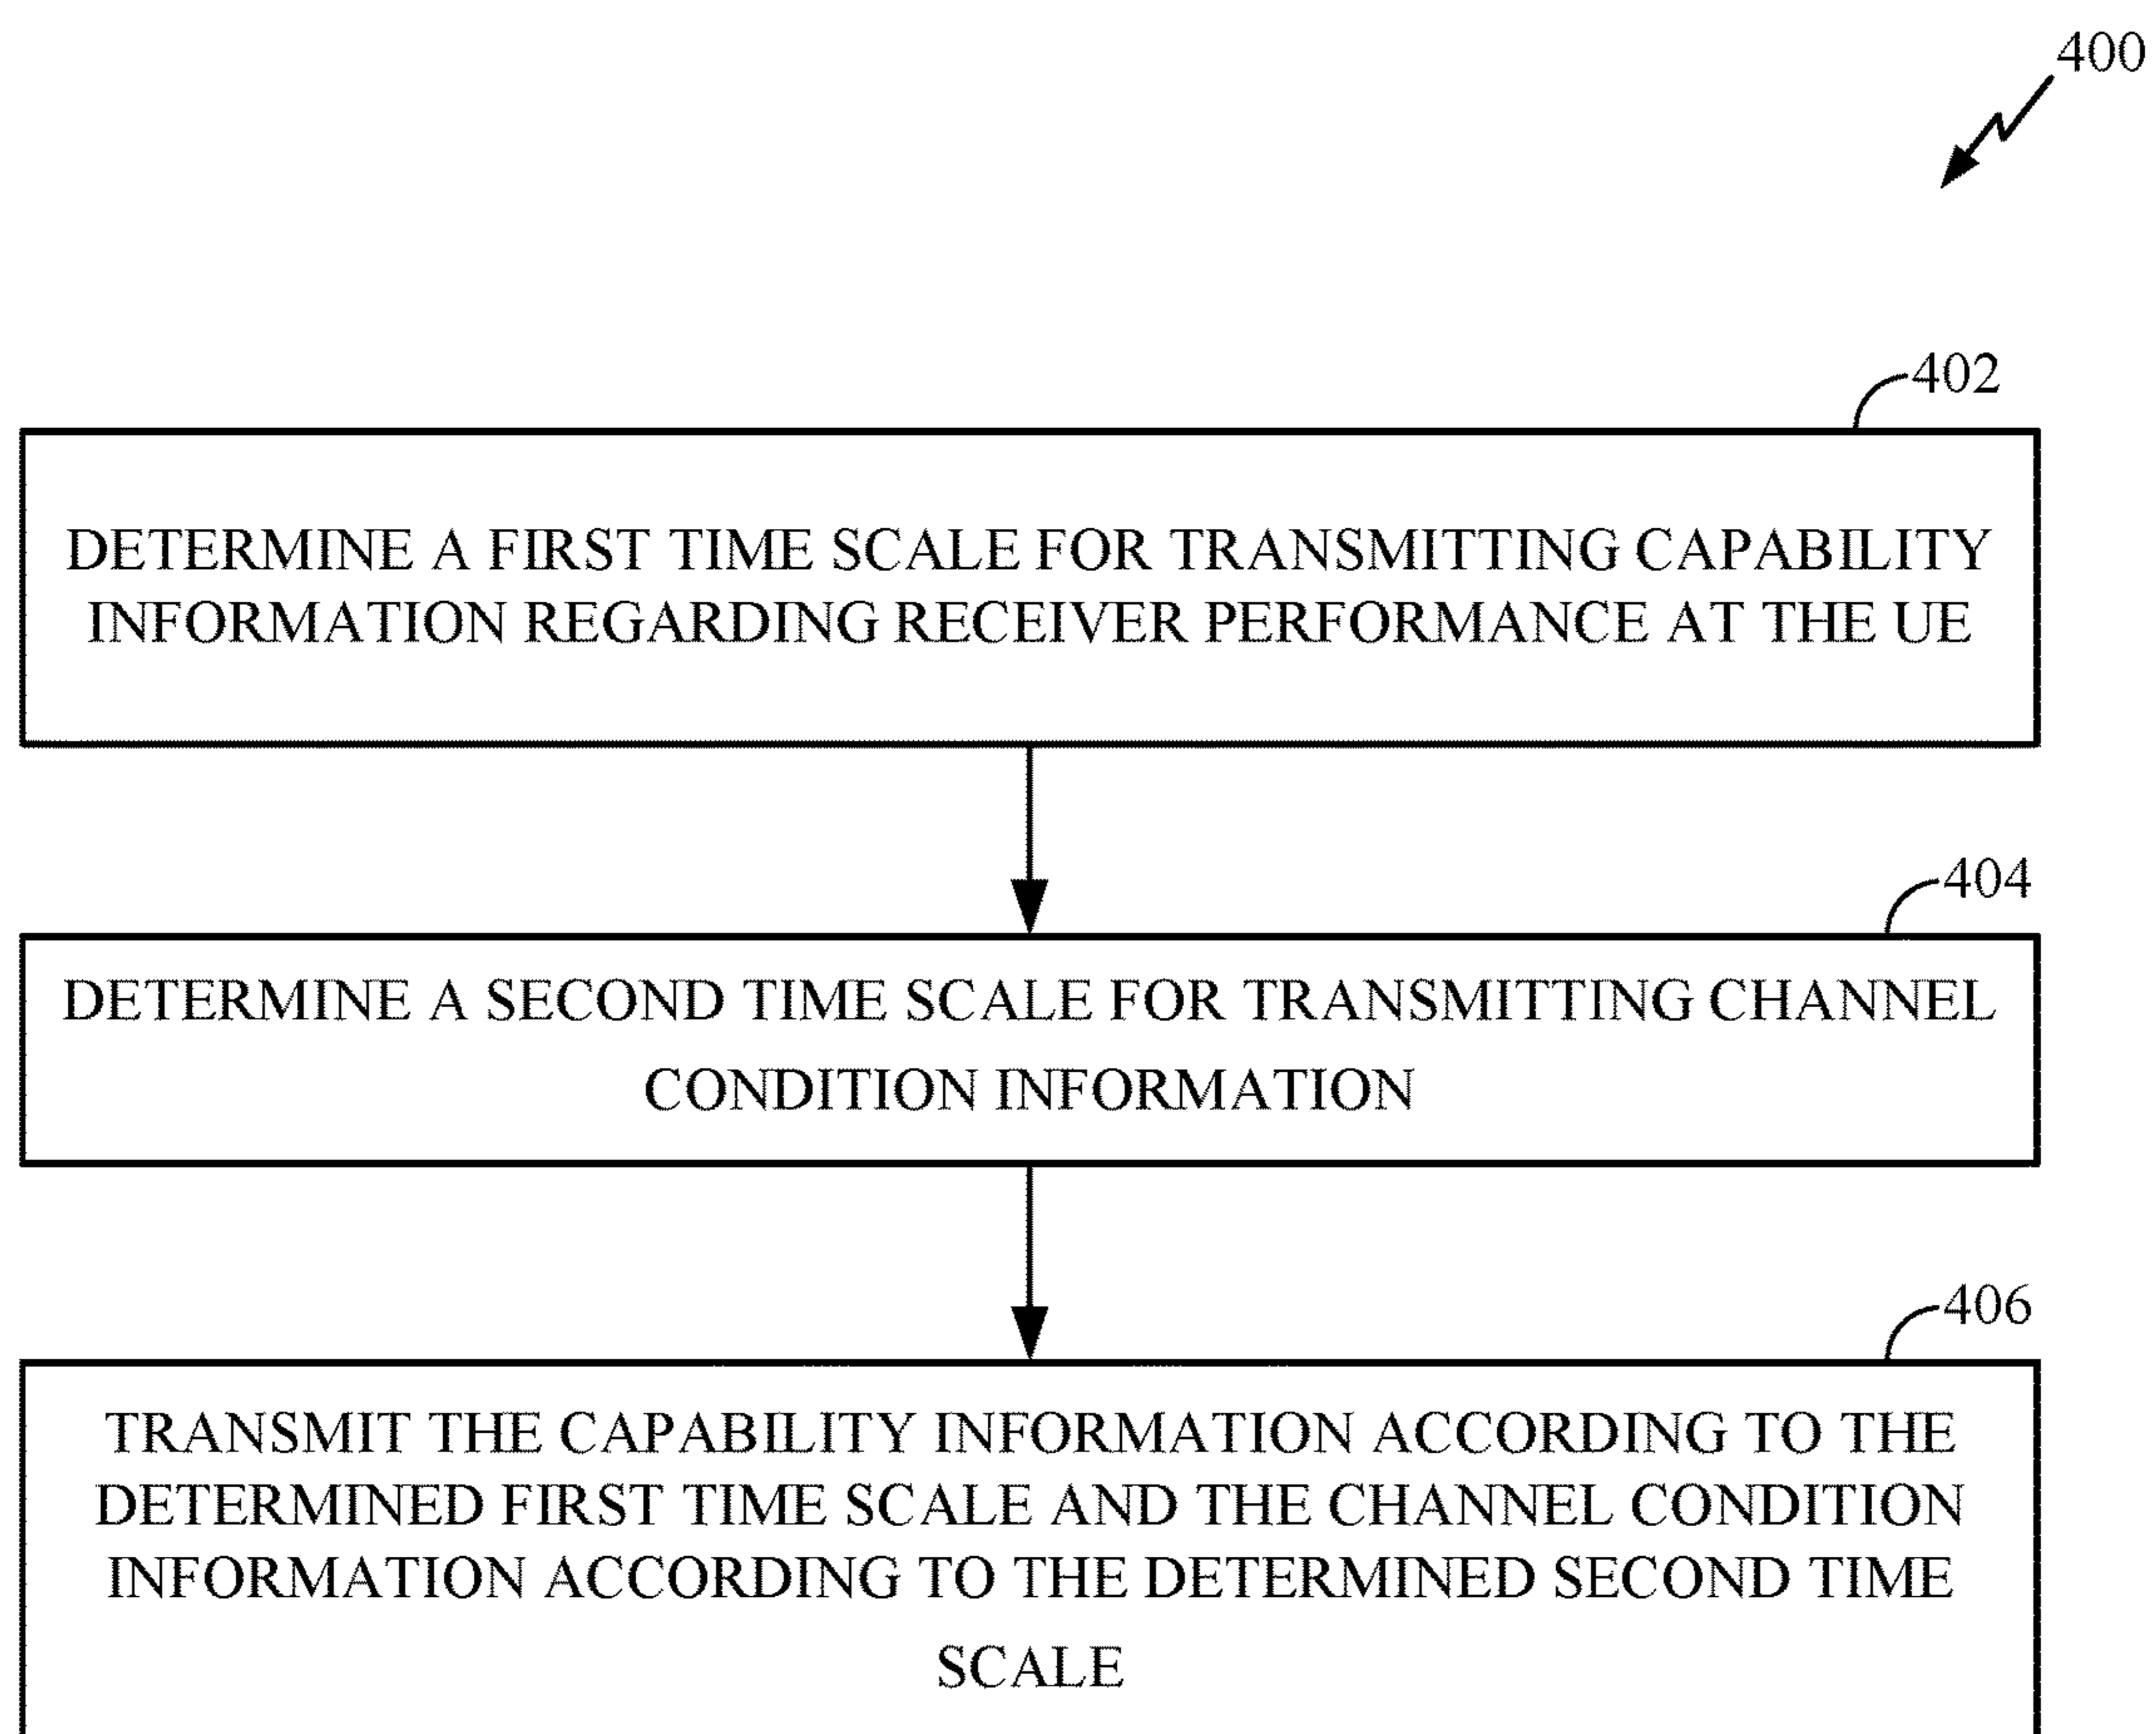 400
402
DETERMINE A FIRST TIME SCALE FOR TRANSMITTING CAPABILITY
INFORMATION REGARDING RECEIVER PERFORMANCE AT THE UE
404
DETERMINE A SECOND TIME SCALE FOR TRANSMITTING CHANNEL
CONDITION INFORMATION
406
TRANSMIT THE CAPABILITY INFORMATION ACCORDING TO THE
DETERMINED FIRST TIME SCALE AND THE CHANNEL CONDITION
INFORMATION ACCORDING TO THE DETERMINED SECOND TIME
SCALE